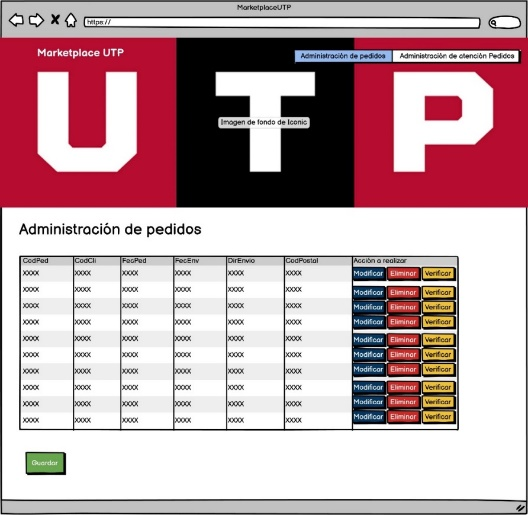 MarketplaceUTP
https://
Marketplace UTP
Administración de pedidos Administración de atención Pedidos
UTP
Imagen de fondo de Iconic
Administración de pedidos
CodPed CodCli FecPed FecEnv DirEnvio CodPostal Acción a realizar
XXXX XXXX XXXX XXXX XXXX XXXX Modificar Eliminar Verificar
XXXX XXXX XXXX XXXX XXXX XXXX Modificar Eliminar Verificar
XXXX XXXX XXXX XXXX XXXX XXXX Modificar Eliminar Verificar
XXXX XXXX XXXX XXXX XXXX XXXX Modificar Eliminar Verificar
XXXX XXXX XXXX XXXX XXXX XXXX Modificar Eliminar Verificar
XXXX XXXX XXXX XXXX XXXX XXXX Modificar Eliminar Verificar
XXXX XXXX XXXX XXXX XXXX XXXX Modificar Eliminar Verificar
XXXX XXXX XXXX XXXX XXXX XXXX Modificar Eliminar Verificar
XXXX XXXX XXXX XXXX XXXX XXXX Modificar Eliminar Verificar
XXXX XXXX XXXX XXXX XXXX XXXX Modificar Eliminar Verificar
Guardar